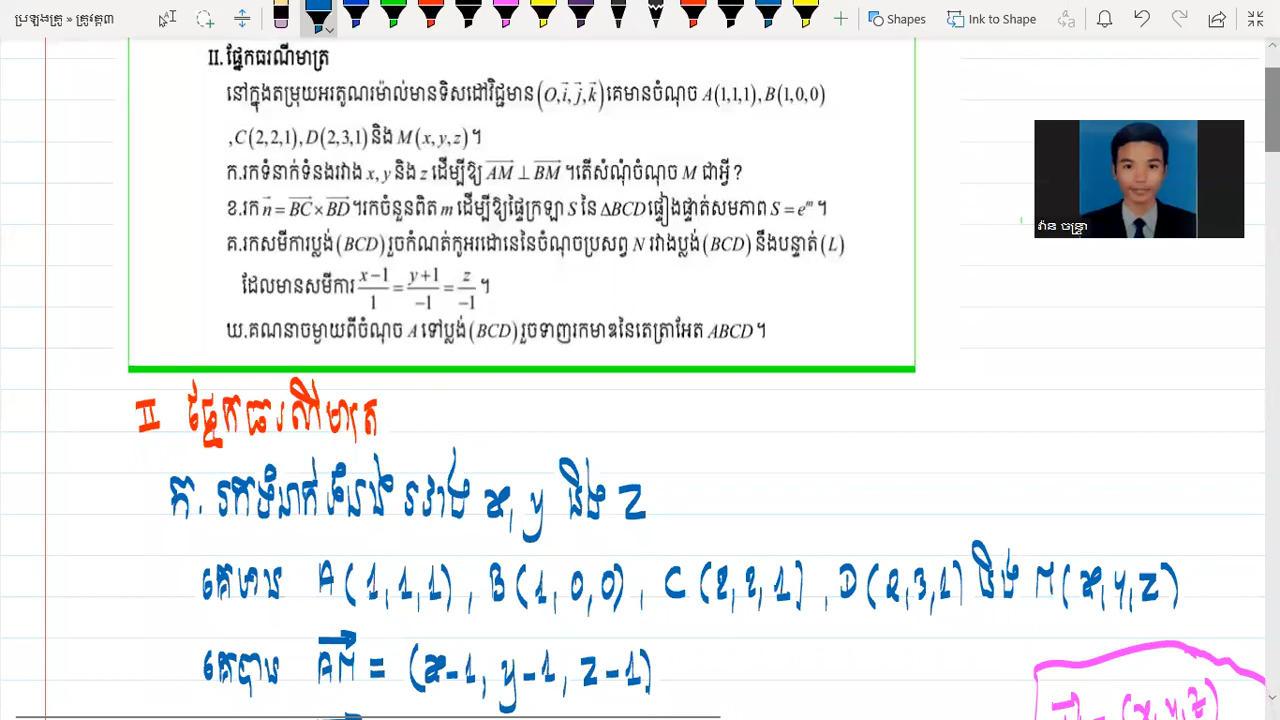 ប្រឡងគ្រូ » គ្រូវគ្គ៣
Shapes
Ink to Shape
II. ផ្នែកធរណីមាត្រ
នៅក្នុងតម្រុយអរតូណរម៉ាល់មានទិសដៅវិជ្ជមាន (O, i, j, k) គេមានចំណុច A(1,1,1), B(1,0,0)
, C(2,2,1), D(2,3,1) និង M(x, y, z) ។
ក.រកទំនាក់ទំនងរវាង x, y និង z ដើម្បីឱ្យ AM ⊥ BM ។តើសំណុំចំណុច M ជាអ្វី?
ខ.រក n = BC × BD ។រកចំនួនពិត m ដើម្បីឱ្យផ្ទៃក្រឡា S នៃ ΔBCD ផ្ទៀងផ្ទាត់សមភាព S = eᵐ ។
គ.រកសមីការប្លង់ (BCD) រួចកំណត់កូអរដោនេនៃចំណុចប្រសព្វ N រវាងប្លង់ (BCD) នឹងបន្ទាត់ (L)
ដែលមានសមីការ (x−1)/1 = (y+1)/−1 = z/−1 ។
ឃ.គណនាចម្ងាយពីចំណុច A ទៅប្លង់ (BCD) រួចទាញរកមាឌនៃតេត្រាអែត ABCD ។
វ៉ាន ចន្ទ្រា
II ផ្នែកធរណីមាត្រ
ក. រកទំនាក់ទំនង រវាង x, y និង z
គេមាន A(1,1,1), B(1,0,0), C(2,2,1), D(2,3,1) និង M(x,y,z)
គេបាន AM = (x-1, y-1, z-1)